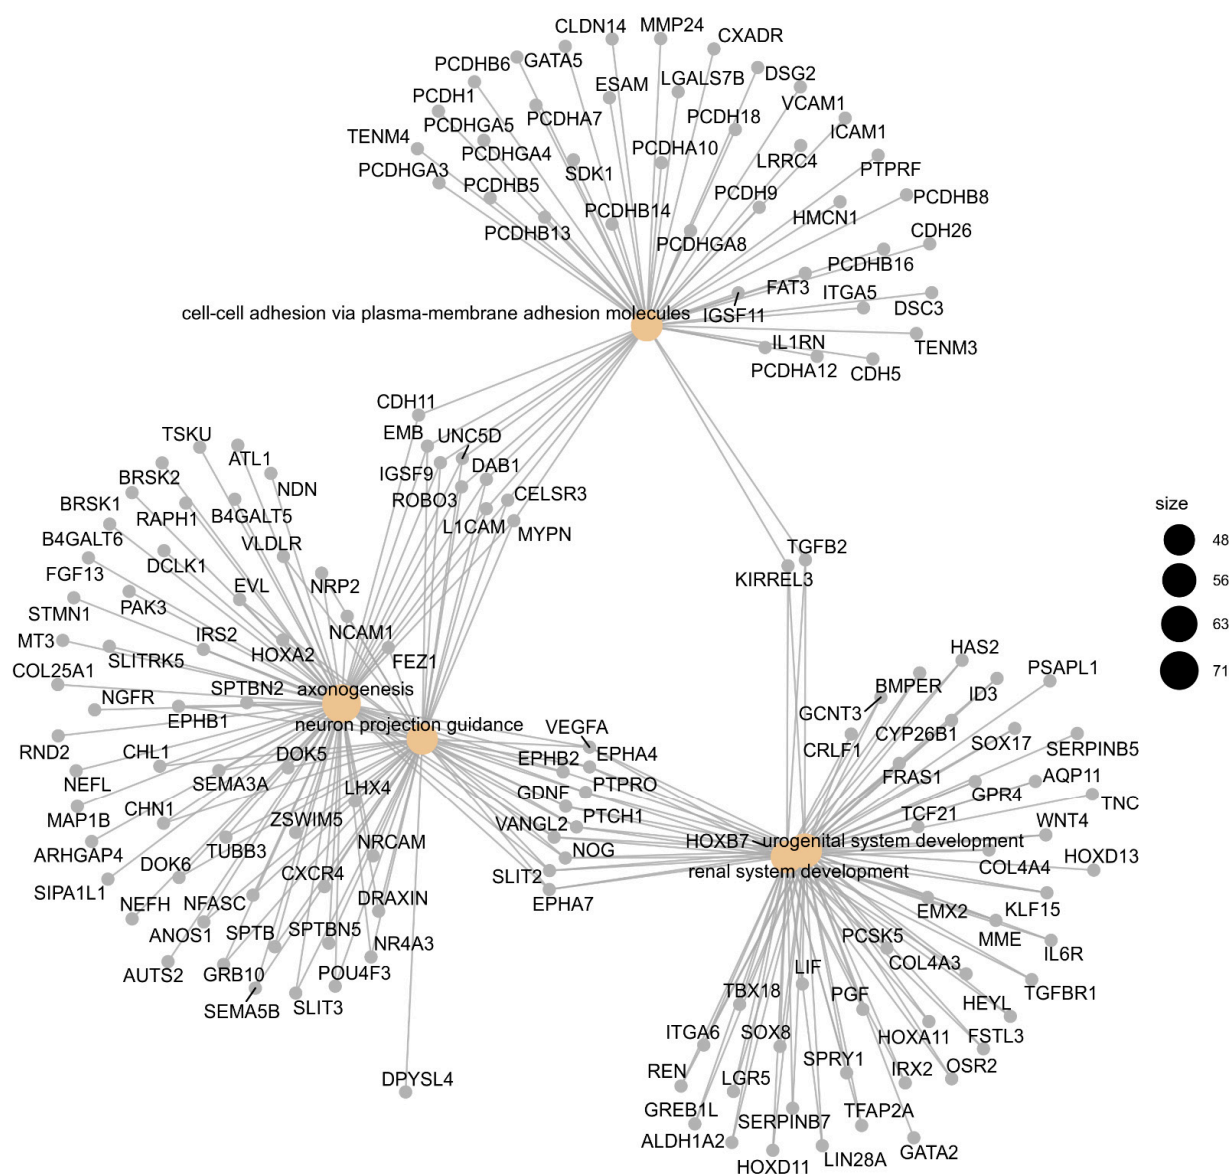 CLDN14
MMP24
CXADR
PCDHB6
GATA5
DSG2
ESAM
LGALS7B
PCDH1
VCAM1
PCDHA7
PCDH18
PCDHGA5
ICAM1
TENM4
PCDHGA4
PCDHA10
LRRC4
PTPRF
PCDHGA3
SDK1
PCDHB5
PCDH9
PCDHB8
PCDHB14
HMCN1
PCDHB13
CDH26
PCDHGA8
PCDHB16
FAT3
ITGA5
DSC3
cell-cell adhesion via plasma-membrane adhesion molecules
IGSF11
IL1RN
TENM3
PCDHA12
CDH5
CDH11
TSKU
EMB
UNC5D
ATL1
DAB1
BRSK2
IGSF9
NDN
CELSR3
ROBO3
BRSK1
RAPH1
B4GALT5
L1CAM
MYPN
B4GALT6
VLDLR
TGFB2
DCLK1
FGF13
EVL
NRP2
KIRREL3
PAK3
STMN1
NCAM1
IRS2
MT3
HOXA2
SLITRK5
FEZ1
HAS2
COL25A1
PSAPL1
BMPER
SPTBN2
axonogenesis
ID3
NGFR
GCNT3
EPHB1
neuron projection guidance
VEGFA
CYP26B1
SOX17
RND2
CHL1
DOK5
EPHB2
EPHA4
CRLF1
SERPINB5
NEFL
SEMA3A
LHX4
PTPRO
FRAS1
AQP11
GDNF
GPR4
TNC
MAP1B
CHN1
ZSWIM5
PTCH1
TCF21
VANGL2
WNT4
ARHGAP4
TUBB3
NRCAM
HOXB7
urogenital system development
NOG
DOK6
HOXD13
SIPA1L1
CXCR4
SLIT2
renal system development
COL4A4
NEFH
NFASC
DRAXIN
EPHA7
EMX2
KLF15
ANOS1
SPTB
SPTBN5
PCSK5
MME
NR4A3
IL6R
AUTS2
GRB10
POU4F3
LIF
COL4A3
SEMA5B
SLIT3
TBX18
PGF
HEYL
TGFBR1
ITGA6
SOX8
HOXA11
FSTL3
SPRY1
OSR2
REN
IRX2
DPYSL4
LGR5
GREB1L
SERPINB7
TFAP2A
ALDH1A2
GATA2
HOXD11
LIN28A
size
48
56
63
71